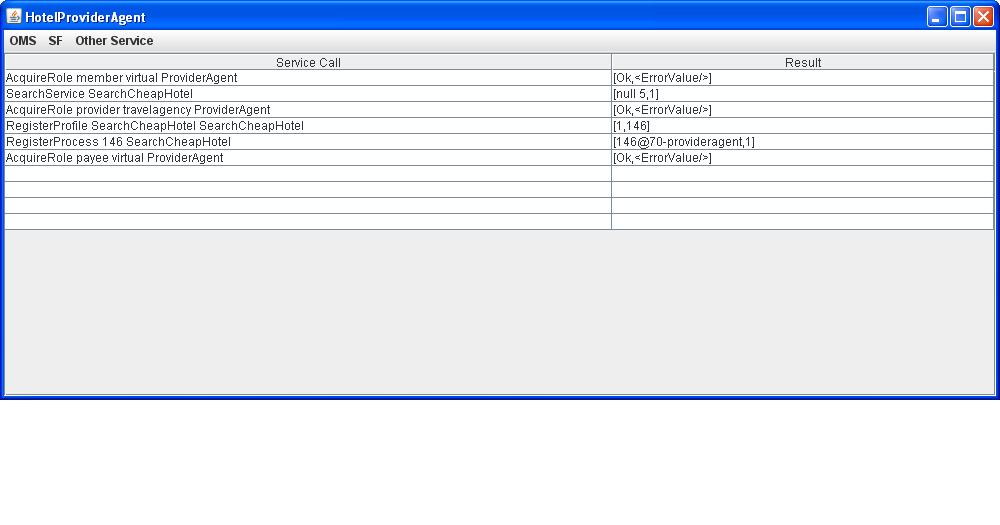 HotelProviderAgent
OMS SF Other Service
Service Call Result
AcquireRole member virtual ProviderAgent [Ok,<ErrorValue/>]
SearchService SearchCheapHotel [null 5,1]
AcquireRole provider travelagency ProviderAgent [Ok,<ErrorValue/>]
RegisterProfile SearchCheapHotel SearchCheapHotel [1,146]
RegisterProcess 146 SearchCheapHotel [146@70-provideragent,1]
AcquireRole payee virtual ProviderAgent [Ok,<ErrorValue/>]